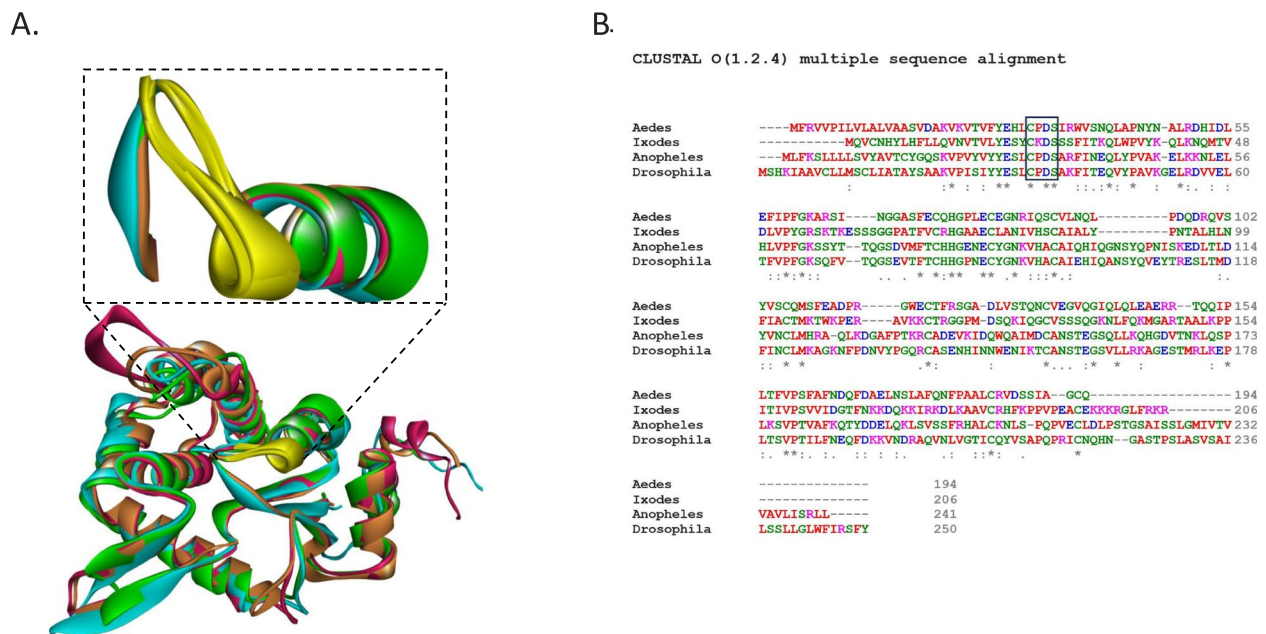 A.
B.
CLUSTAL O(1.2.4) multiple sequence alignment
Aedes ----MFRVVPILVLALVAASVDAKVKVTVFYEHLCPDSIRWVSNQLAPNYN-ALRDHIDL 55
Ixodes ----------MQVCNHYLHFLLQVNVTVLYESYCKDSSSFITKQLWPVYK-QLKNQMTV 48
Anopheles ---MLFKSLLLLSVYAVTCYGQSKVPVYVYYESLCPDSARFINEQLYPVAK-ELKKNLEL 56
Drosophila MSHKIAAVCLLMSCLIATAYSAAKVPISIYYESLCPDSAKFITEQVYPAVKGELRDVVEL 60
: :* : :* ** * ** ::.:* * : *:. : :
Aedes EFIPFGKARSI----NGGASFECQHGPLECEGNRIQSCVLNQL--------PDQDRQVS 102
Ixodes DLVPYGKSRTKESSSGGPATFVCRHGAAECLANIVHSCAIALY--------PNTALHLN 99
Anopheles HLVPFGKSSYT---TQGSDVMFTCHHGENECYGNKVHACAIQHIQGNSYQPNISKEDLTLD 114
Drosophila TFVPFGKSQFV---TQGSEVTFTCHHGPNECYGNKVHACAIEHIQANSYQVEYTRESLTMD 118
::*:*:: . . * *:** ** .* :::*.: :.
Aedes YVSCQMSFEADPR----GWECTFRSGA-DLVSTQNCVEGVQGIQLQLEAERR--TQQIP 154
Ixodes FIACTMKTWKPER----AVKKCTRGGPM-DSQKIQGCVSSSQGKNLFQKMGARTAALKPP 154
Anopheles YVNCLMHRA-QLKDGAFPTKRCADEVKIDQWQAIMDCANSTEGSQLLKQHGDVTNKLQSP 173
Drosophila FINCLMKAGKNFPDNVYPGQRCASENHINNWENIKTCANSTEGSVLLRKAGESTMRLKEP 178
:: * * .*: . : *.. :* * : : *
Aedes LTFVPSFAFNDQFDAELNSLAFQNFPAALCRVDSSIA--GCQ-------------- 194
Ixodes ITIVPSVVIDGTFNKKDQKKIRKDLKAAVCRHFKPPVPEACEKKKRGLFRKR-------- 206
Anopheles LKSVPTVAFKQTYDDELQKLSVSSFRHALCKNLS-PQPVECLDLPSTGSAISSLGMIVTV 232
Drosophila LTSVPTILFNEQFDKKVNDRAQVNLVGTICQYVSAPQPRICNQHN--GASTPSLASVSAI 236
:. **: :. :: : :. .: :*: . *
Aedes -------------- 194
Ixodes -------------- 206
Anopheles VAVLISRLL----- 241
Drosophila LSSLLGLWFIRSFY 250